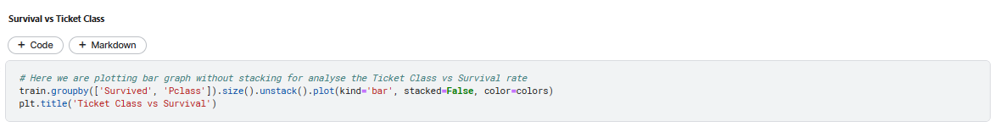 Survival vs Ticket Class
+ Code + Markdown
# Here we are plotting bar graph without stacking for analyse the Ticket Class vs Survival rate
train.groupby(['Survived', 'Pclass']).size().unstack().plot(kind='bar', stacked=False, color=colors)
plt.title('Ticket Class vs Survival')